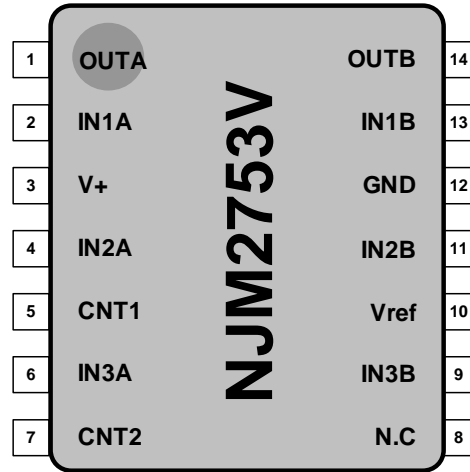 1 OUTA OUTB 14
2 IN1A IN1B 13
3 V+ GND 12
4 IN2A IN2B 11
5 CNT1 Vref 10
6 IN3A IN3B 9
7 CNT2 N.C 8
NJM2753V